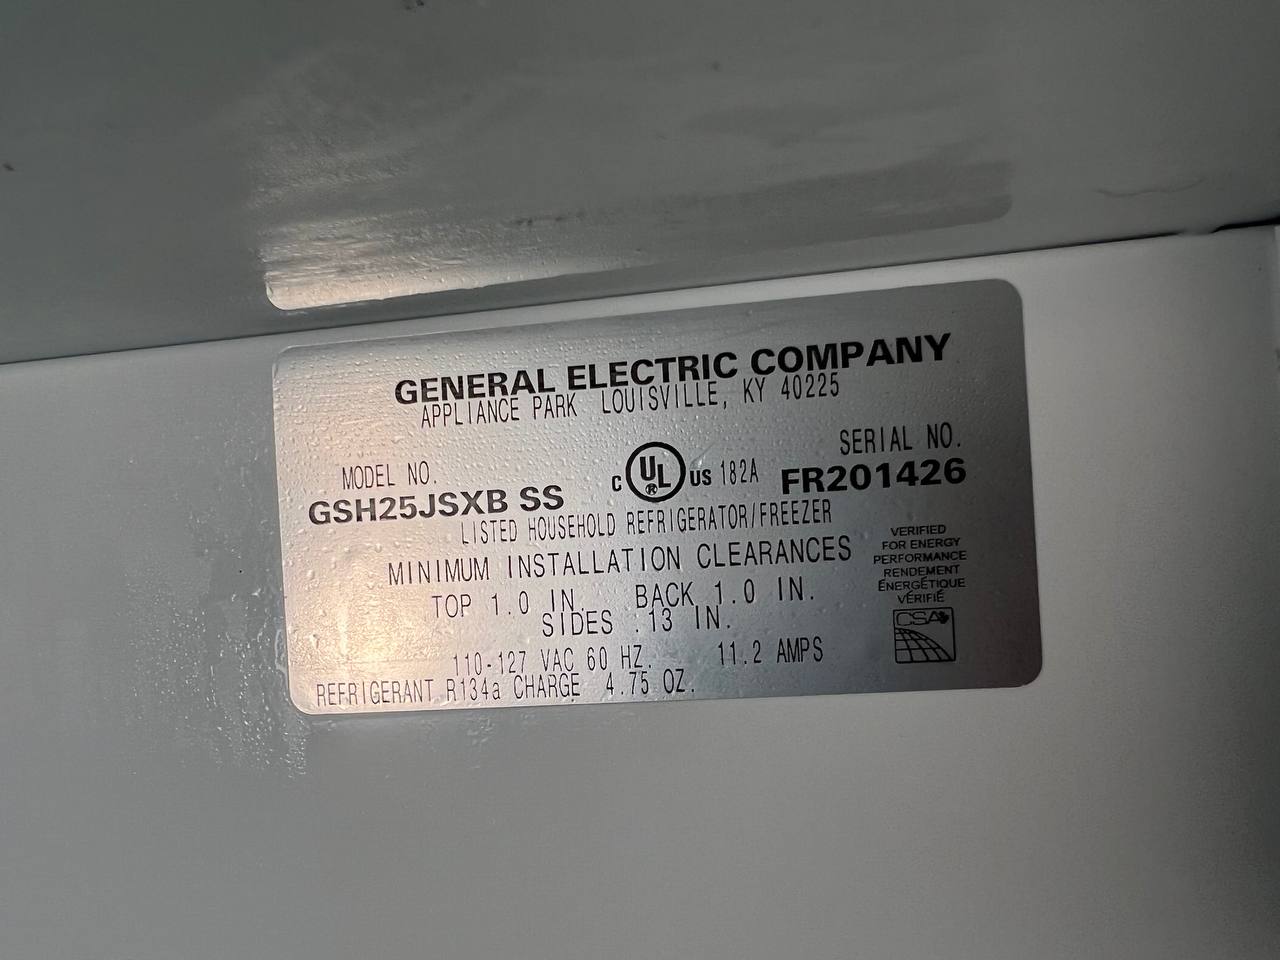 GENERAL ELECTRIC COMPANY
APPLIANCE PARK LOUISVILLE, KY 40225
MODEL NO.
GSH25JSXB SS
C UL ® US 182A
SERIAL NO.
FR201426
LISTED HOUSEHOLD REFRIGERATOR/FREEZER
MINIMUM INSTALLATION CLEARANCES
TOP 1.0 IN. BACK 1.0 IN.
SIDES .13 IN.
110-127 VAC 60 HZ. 11.2 AMPS
REFRIGERANT R134a CHARGE 4.75 OZ.
VERIFIED
FOR ENERGY
PERFORMANCE
RENDEMENT
ÉNERGÉTIQUE
VÉRIFIÉ
CSA